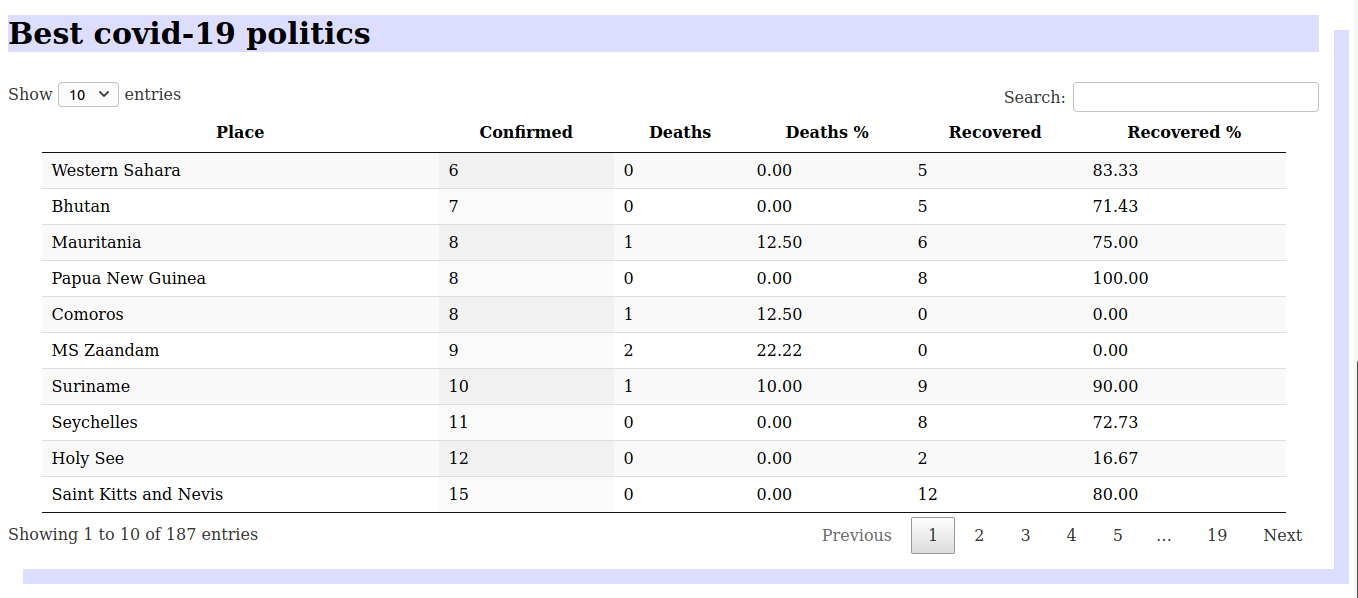 Best covid-19 politics
Show 10 entries Search:
Place Confirmed Deaths Deaths % Recovered Recovered %
Western Sahara 6 0 0.00 5 83.33
Bhutan 7 0 0.00 5 71.43
Mauritania 8 1 12.50 6 75.00
Papua New Guinea 8 0 0.00 8 100.00
Comoros 8 1 12.50 0 0.00
MS Zaandam 9 2 22.22 0 0.00
Suriname 10 1 10.00 9 90.00
Seychelles 11 0 0.00 8 72.73
Holy See 12 0 0.00 2 16.67
Saint Kitts and Nevis 15 0 0.00 12 80.00
Showing 1 to 10 of 187 entries Previous 1 2 3 4 5 … 19 Next